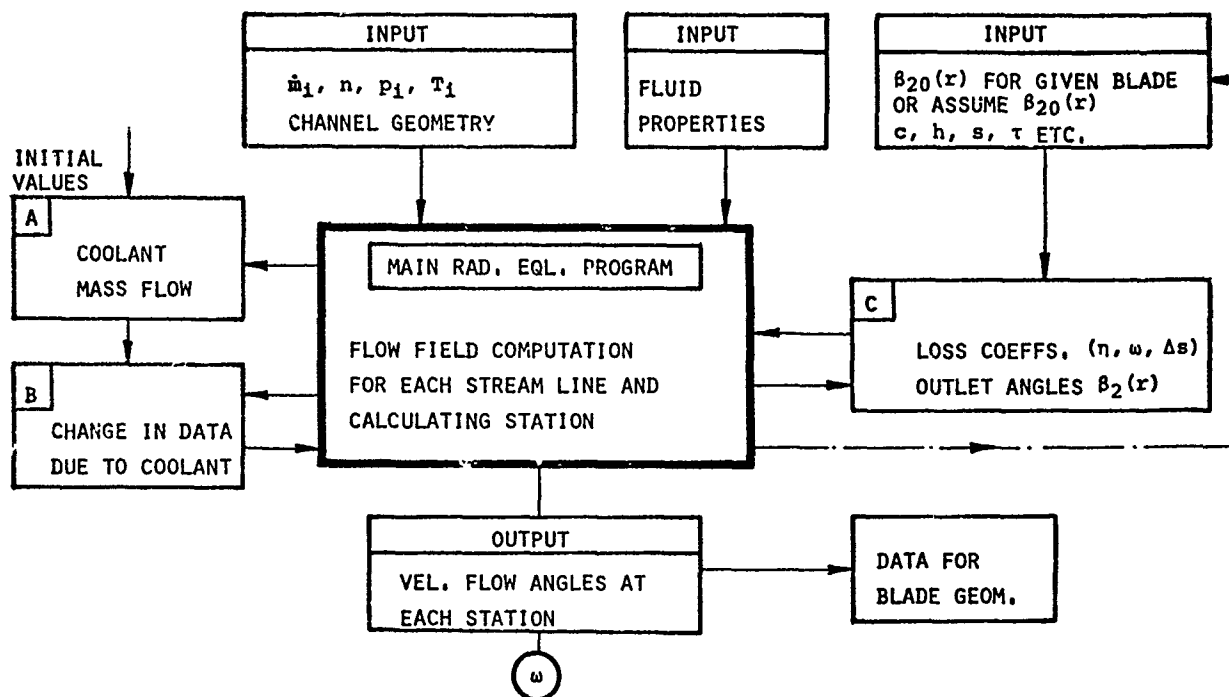 INPUT
ṁi, n, pi, Ti
CHANNEL GEOMETRY
INPUT
FLUID
PROPERTIES
INPUT
β20(r) FOR GIVEN BLADE
OR ASSUME β20(r)
c, h, s, τ ETC.
INITIAL
VALUES
A
COOLANT
MASS FLOW
B
CHANGE IN DATA
DUE TO COOLANT
MAIN RAD. EQL. PROGRAM
FLOW FIELD COMPUTATION
FOR EACH STREAM LINE AND
CALCULATING STATION
C
LOSS COEFFS. (η, ω, Δs)
OUTLET ANGLES β2(r)
OUTPUT
VEL. FLOW ANGLES AT
EACH STATION
DATA FOR
BLADE GEOM.
ω